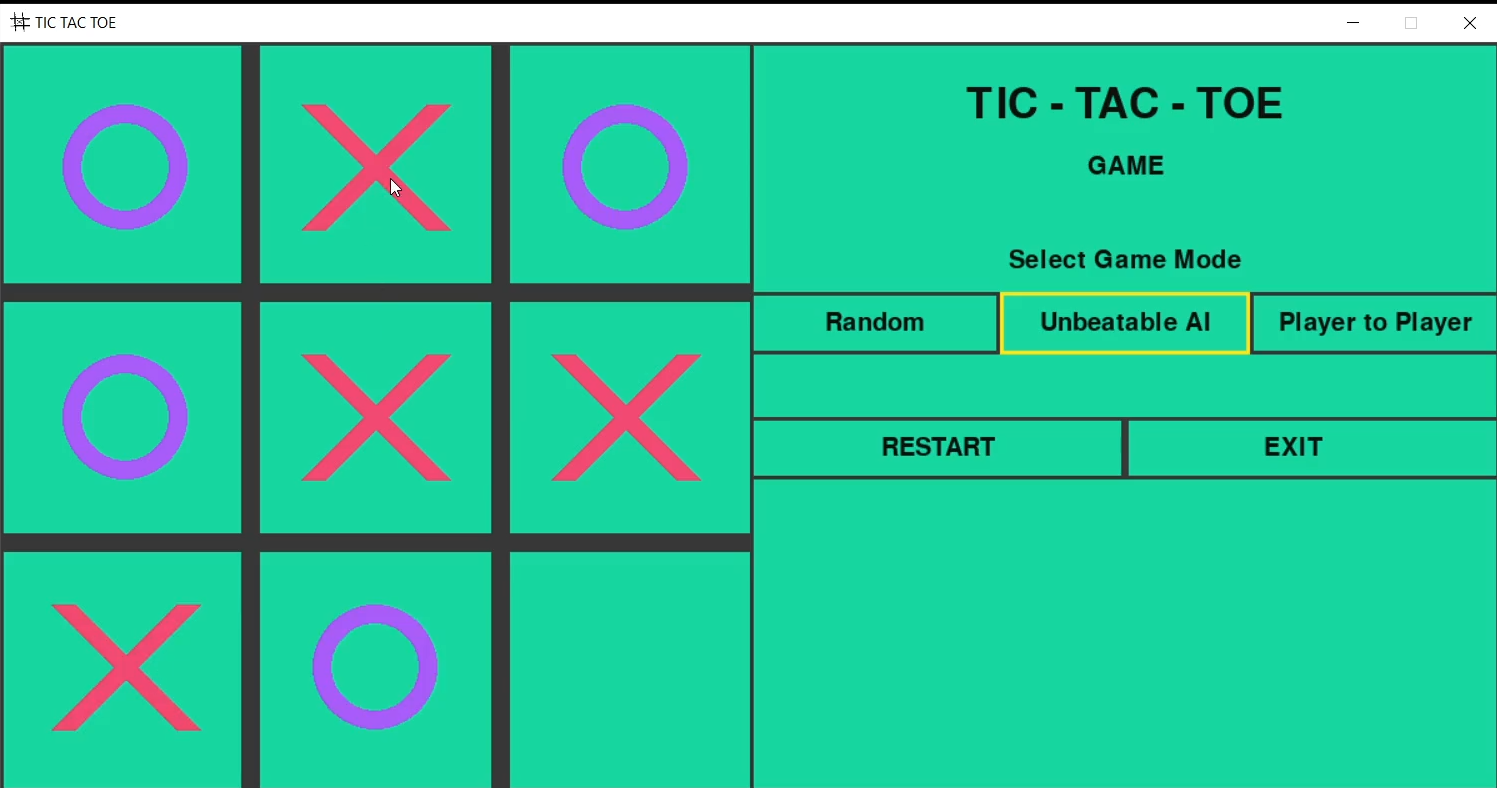 TIC TAC TOE
TIC - TAC - TOE
GAME
Select Game Mode
Random
Unbeatable AI
Player to Player
RESTART
EXIT